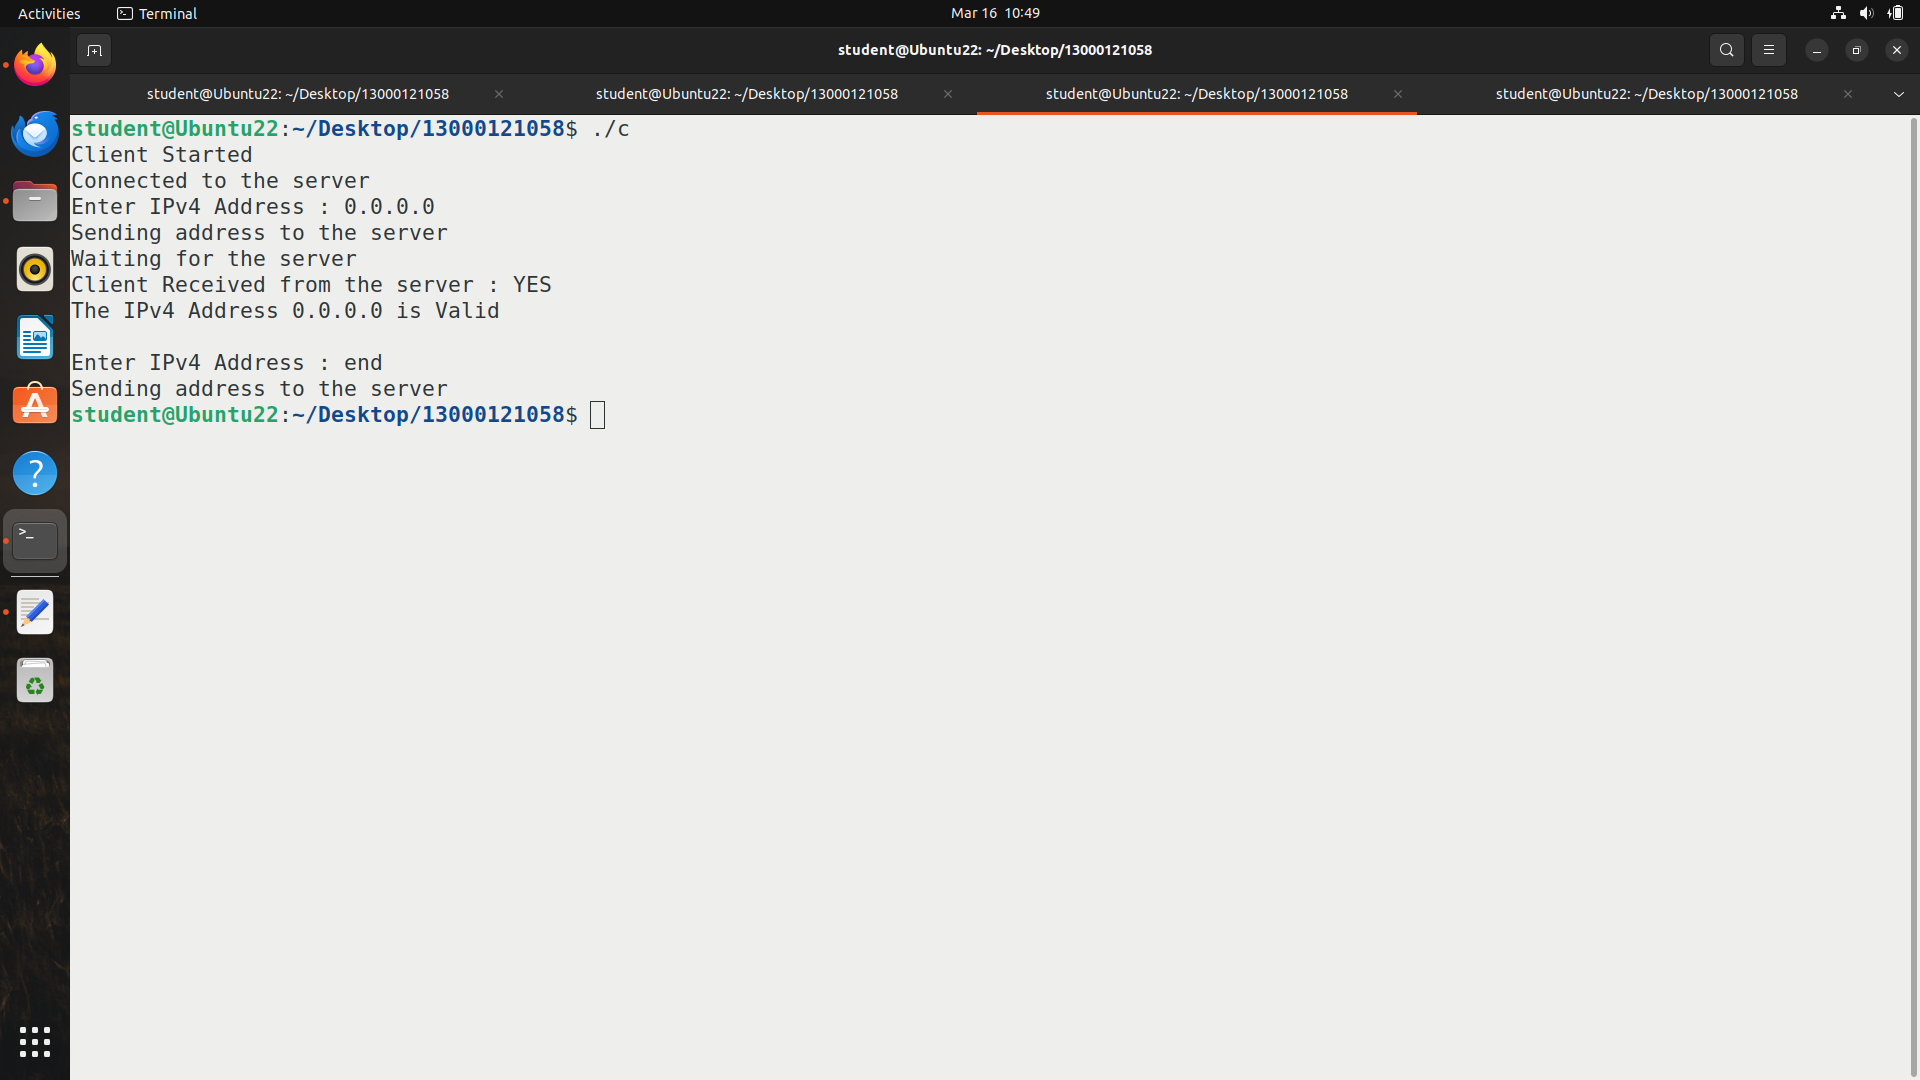 Activities
Terminal
Mar 16 10:49
student@Ubuntu22: ~/Desktop/13000121058
student@Ubuntu22: ~/Desktop/13000121058
student@Ubuntu22: ~/Desktop/13000121058
student@Ubuntu22: ~/Desktop/13000121058
student@Ubuntu22: ~/Desktop/13000121058
student@Ubuntu22:~/Desktop/13000121058$ ./c
Client Started
Connected to the server
Enter IPv4 Address : 0.0.0.0
Sending address to the server
Waiting for the server
Client Received from the server : YES
The IPv4 Address 0.0.0.0 is Valid
Enter IPv4 Address : end
Sending address to the server
student@Ubuntu22:~/Desktop/13000121058$